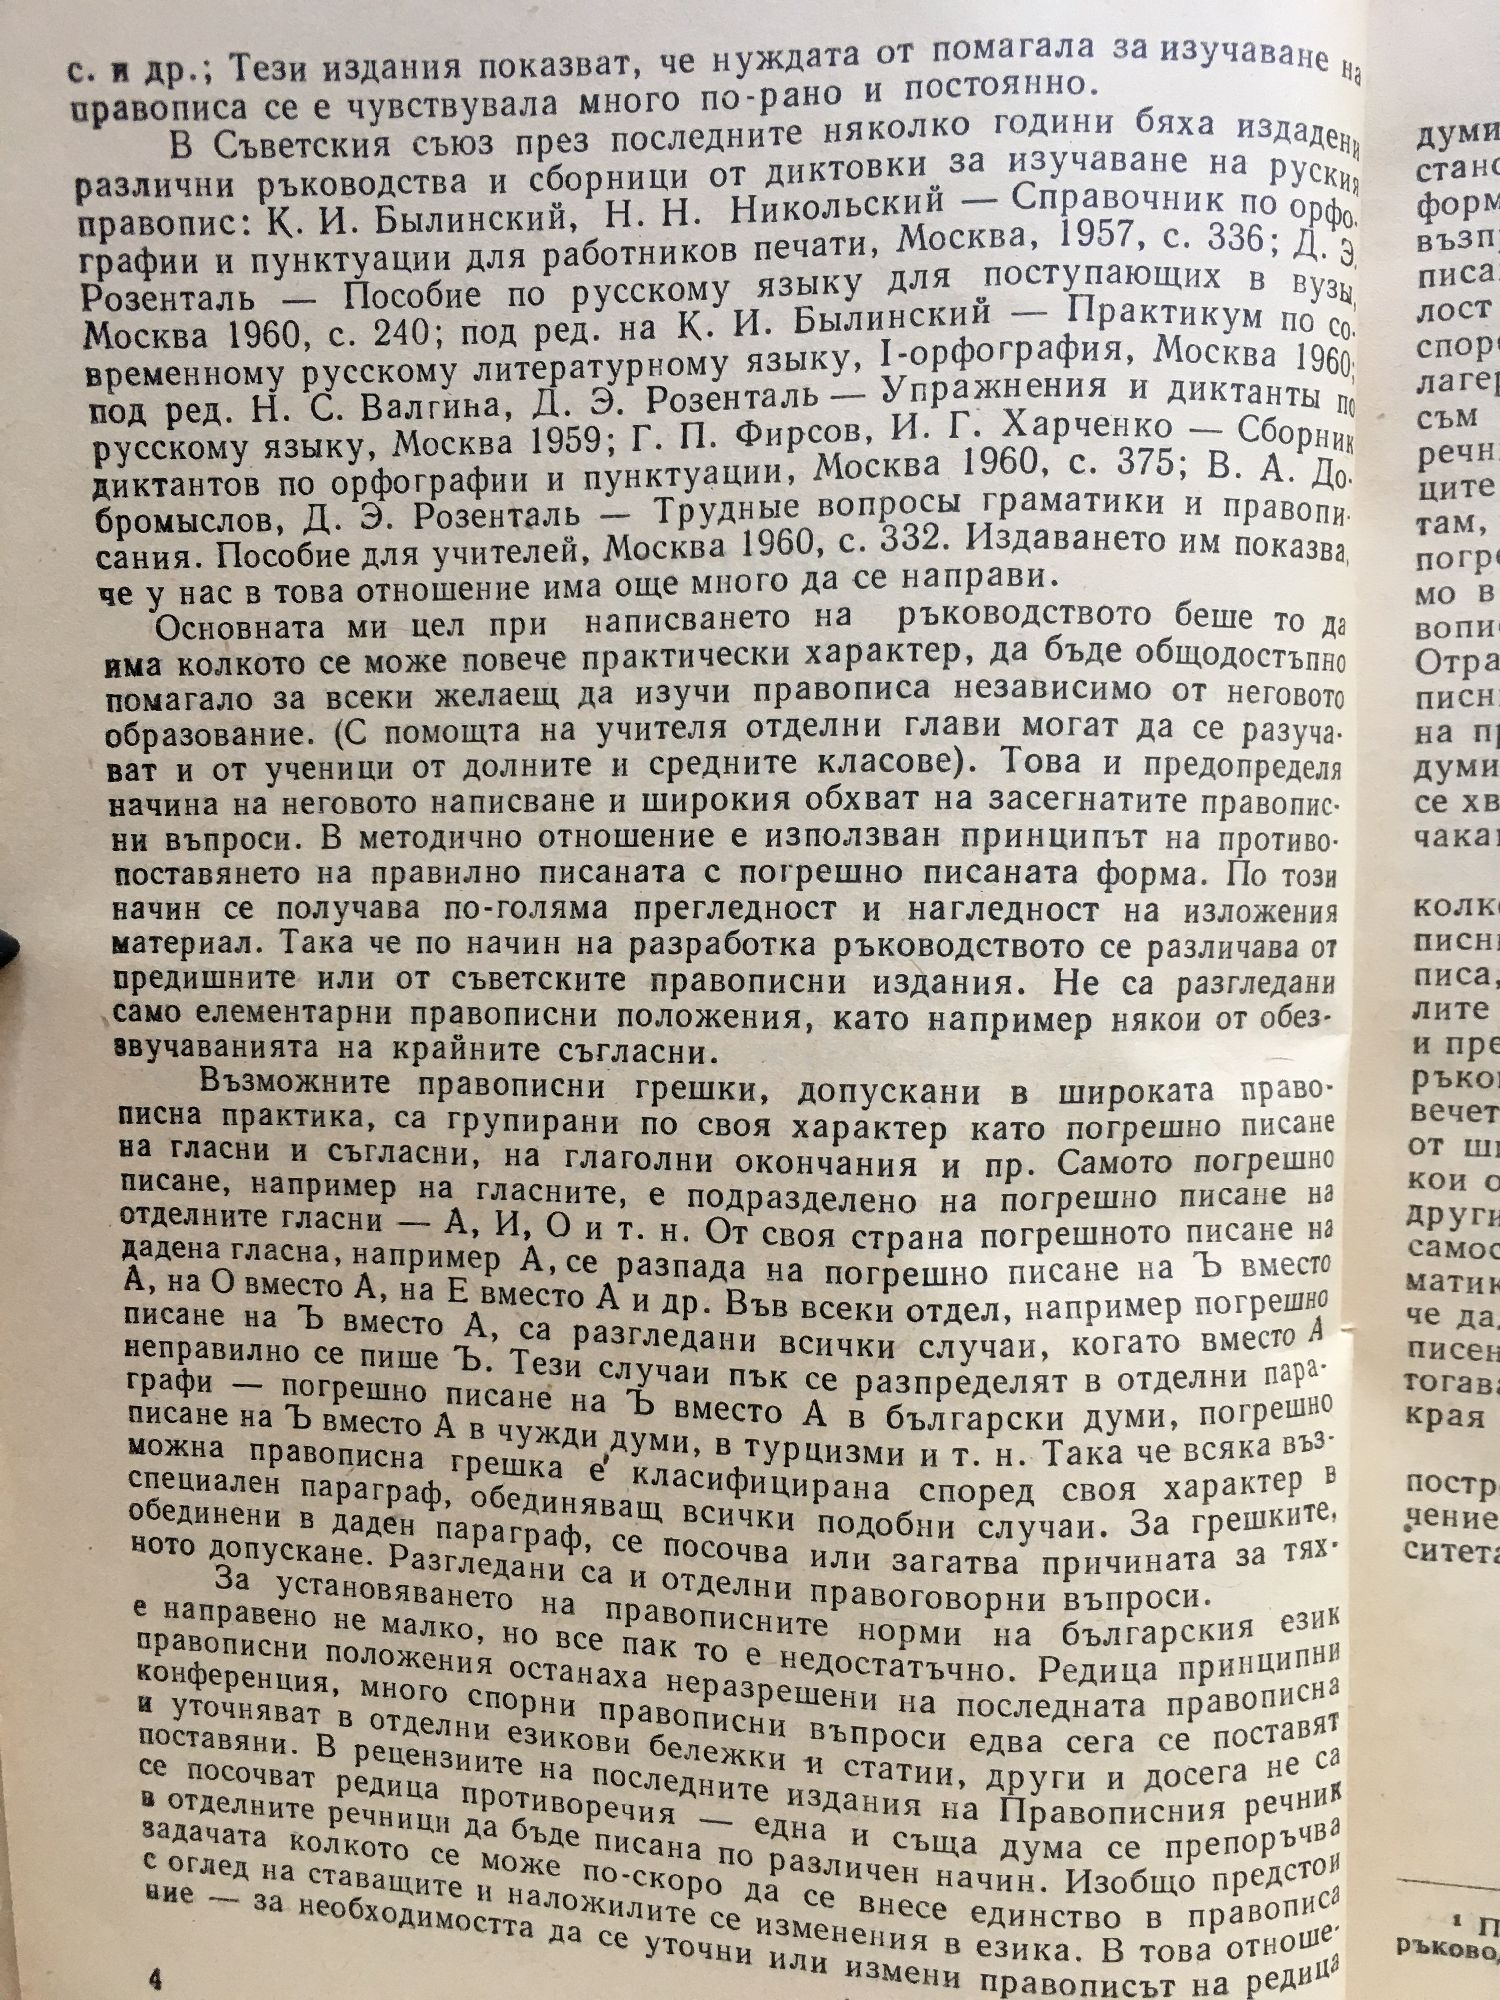 с. и др.; Тези издания показват, че нуждата от помагала за изучаване на
правописа се е чувствувала много по-рано и постоянно.
В Съветския съюз през последните няколко години бяха издадени
различни ръководства и сборници от диктовки за изучаване на руския
правопис: К. И. Былинский, Н. Н. Никольский — Справочник по орфо-
графии и пунктуации для работников печати, Москва, 1957, с. 336; Д. Э.
Розенталь — Пособие по русскому языку для поступающих в вузы,
Москва 1960, с. 240; под ред. на К. И. Былинский — Практикум по со-
временному русскому литературному языку, I-орфография, Москва 1960;
под ред. Н. С. Валгина, Д. Э. Розенталь — Упражнения и диктанты по
русскому языку, Москва 1959; Г. П. Фирсов, И. Г. Харченко — Сборник
диктантов по орфографии и пунктуации, Москва 1960, с. 375; В. А. До-
бромыслов, Д. Э. Розенталь — Трудные вопросы граматики и правопи-
сания. Пособие для учителей, Москва 1960, с. 332. Издаването им показва,
че у нас в това отношение има още много да се направи.
Основната ми цел при написването на ръководството беше то да
има колкото се може повече практически характер, да бъде общодостъпно
помагало за всеки желаещ да изучи правописа независимо от неговото
образование. (С помощта на учителя отделни глави могат да се разуча-
ват и от ученици от долните и средните класове). Това и предопределя
начина на неговото написване и широкия обхват на засегнатите правопис-
ни въпроси. В методично отношение е използван принципът на противо-
поставянето на правилно писаната с погрешно писаната форма. По този
начин се получава по-голяма прегледност и нагледност на изложения
материал. Така че по начин на разработка ръководството се различава от
предишните или от съветските правописни издания. Не са разгледани
само елементарни правописни положения, като например някои от обез-
звучаванията на крайните съгласни.
Възможните правописни грешки, допускани в широката право-
писна практика, са групирани по своя характер като погрешно писане
на гласни и съгласни, на глаголни окончания и пр. Самото погрешно
писане, например на гласните, е подразделено на погрешно писане на
отделните гласни — А, И, О и т. н. От своя страна погрешното писане на
дадена гласна, например А, се разпада на погрешно писане на Ъ вместо
А, на О вместо А, на Е вместо А и др. Във всеки отдел, например погрешно
писане на Ъ вместо А, са разгледани всички случаи, когато вместо А
неправилно се пише Ъ. Тези случаи пък се разпределят в отделни пара-
графи — погрешно писане на Ъ вместо А в български думи, погрешно
писане на Ъ вместо А в чужди думи, в турцизми и т. н. Така че всяка въз-
можна правописна грешка е класифицирана според своя характер в
специален параграф, обединяващ всички подобни случаи. За грешките,
обединени в даден параграф, се посочва или загатва причината за тях-
ното допускане. Разгледани са и отделни правоговорни въпроси.
За установяването на правописните норми на българския език
е направено не малко, но все пак то е недостатъчно. Редица принципни
правописни положения останаха неразрешени на последната правописна
конференция, много спорни правописни въпроси едва сега се поставят
и уточняват в отделни езикови бележки и статии, други и досега не са
поставяни. В рецензиите на последните издания на Правописния речник
се посочват редица противоречия — една и съща дума се препоръчва
в отделните речници да бъде писана по различен начин. Изобщо предстои
задачата колкото се може по-скоро да се внесе единство в правописа
с оглед на ставащите и наложилите се изменения в езика. В това отноше-
ние — за необходимостта да се уточни или измени правописът на редица
4
думи
възп
лост
съм
там,
мо в
думи
се хв
писа,
лите
и пре
кои
други
че
края
ръково